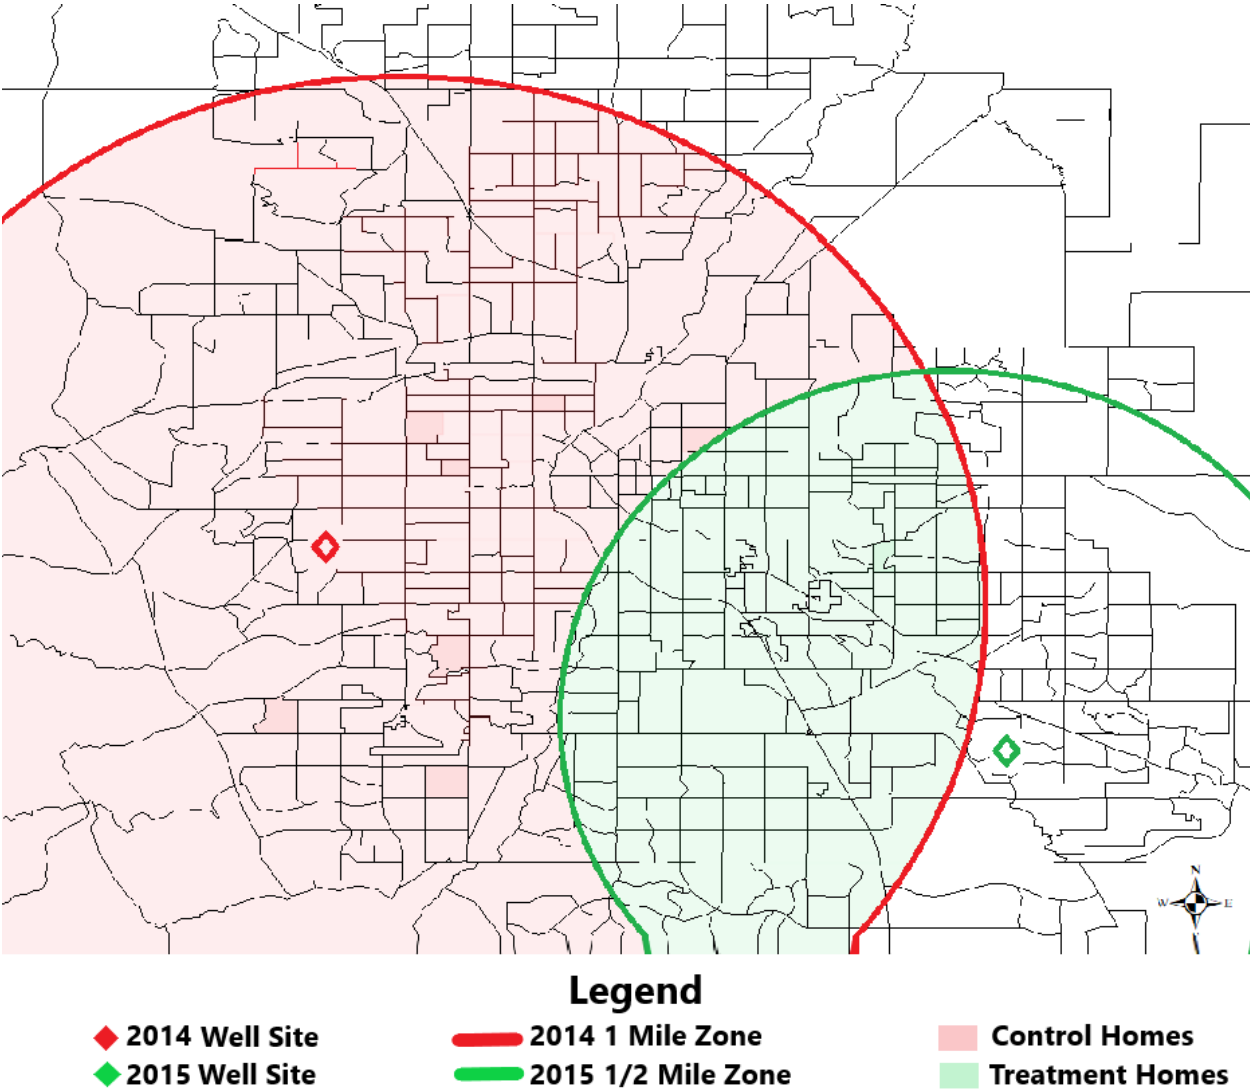 N
W E
Legend
2014 Well Site 2014 1 Mile Zone Control Homes
2015 Well Site 2015 1/2 Mile Zone Treatment Homes